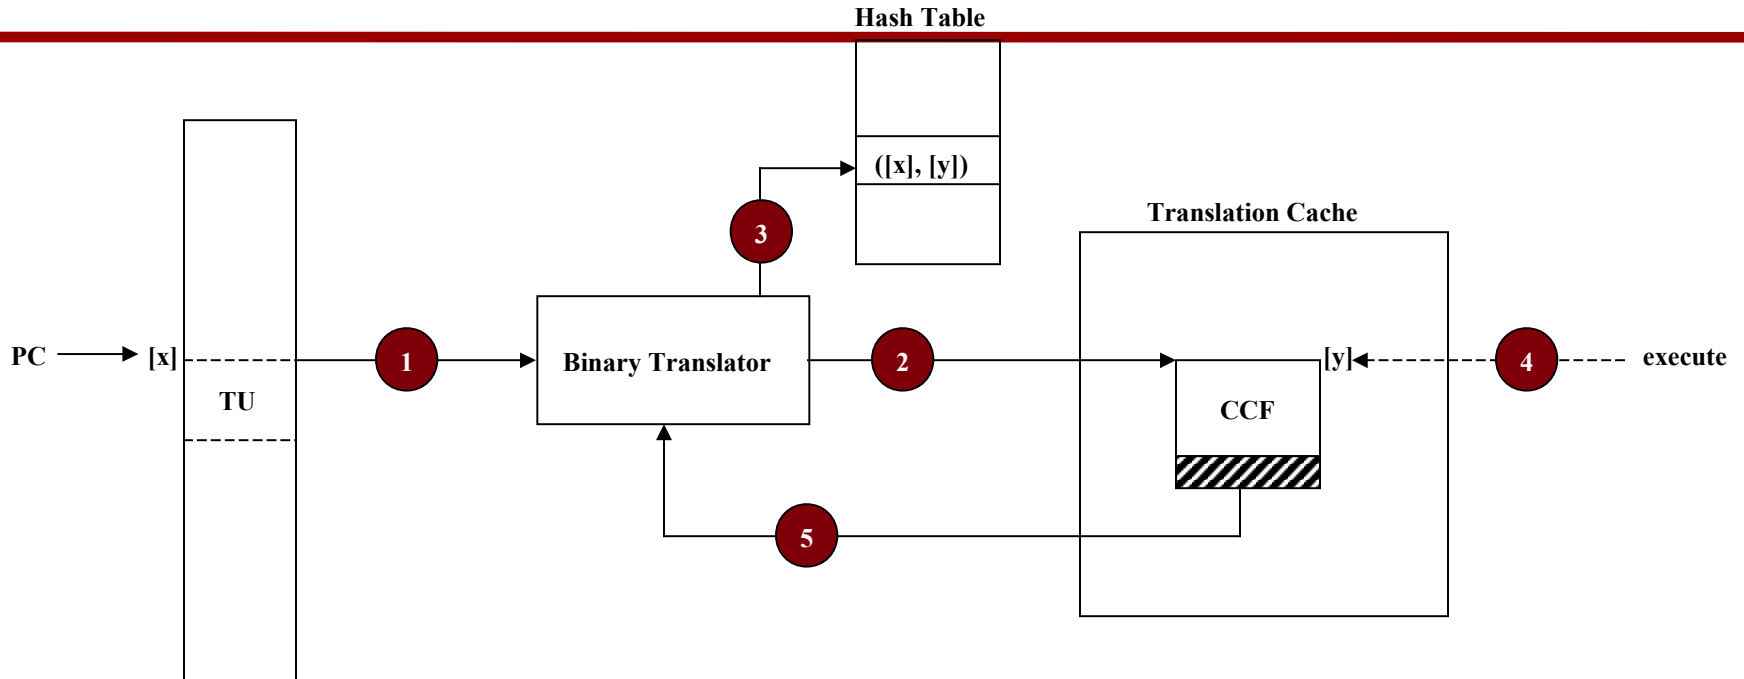 Hash Table
([x], [y])
3
Translation Cache
PC
[x]
1
Binary Translator
2
[y]
4
execute
TU
CCF
5